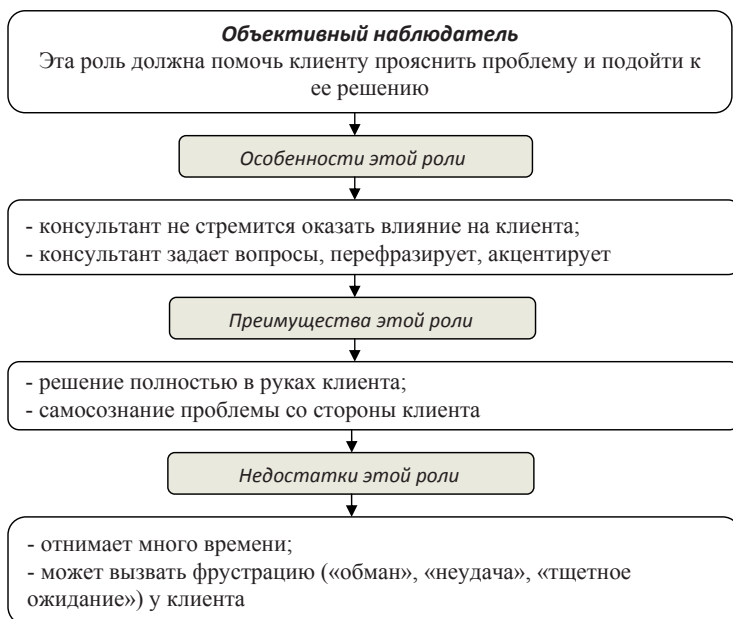 Объективный наблюдатель
Эта роль должна помочь клиенту прояснить проблему и подойти к
ее решению
Особенности этой роли
- консультант не стремится оказать влияние на клиента;
- консультант задает вопросы, перефразирует, акцентирует
Преимущества этой роли
- решение полностью в руках клиента;
- самосознание проблемы со стороны клиента
Недостатки этой роли
- отнимает много времени;
- может вызвать фрустрацию («обман», «неудача», «тщетное
ожидание») у клиента